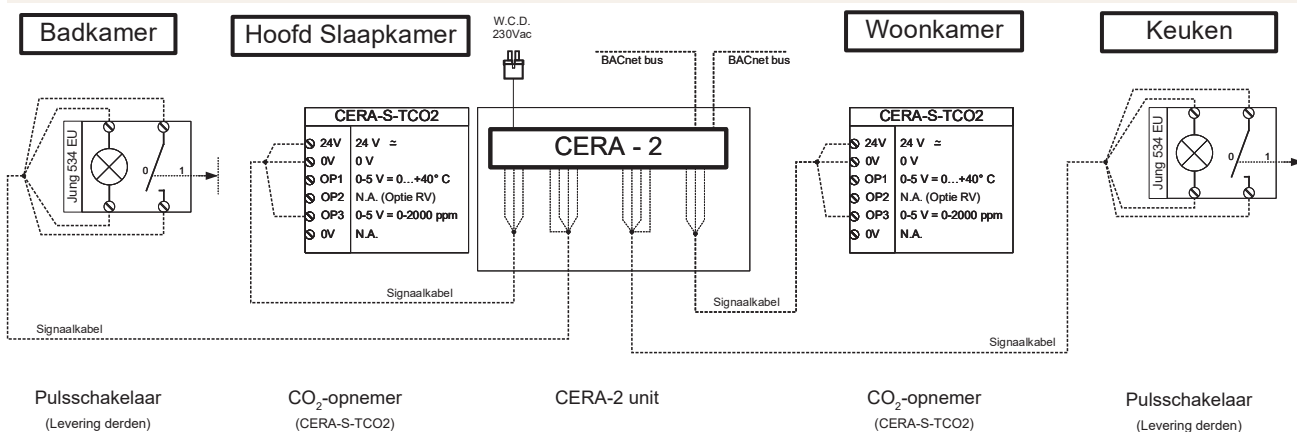 Badkamer
Hoofd Slaapkamer
W.C.D.
230Vac
Woonkamer
Keuken
BACnet bus
BACnet bus
Jung 534 EU
0
1
CERA-S-TCO2
24V 24 V ≃
0V 0 V
OP1 0-5 V = 0...+40° C
OP2 N.A. (Optie RV)
OP3 0-5 V = 0-2000 ppm
0V N.A.
CERA - 2
CERA-S-TCO2
24V 24 V ≃
0V 0 V
OP1 0-5 V = 0...+40° C
OP2 N.A. (Optie RV)
OP3 0-5 V = 0-2000 ppm
0V N.A.
Jung 534 EU
0
1
Signaalkabel
Signaalkabel
Signaalkabel
Signaalkabel
Pulsschakelaar
(Levering derden)
CO₂-opnemer
(CERA-S-TCO2)
CERA-2 unit
CO₂-opnemer
(CERA-S-TCO2)
Pulsschakelaar
(Levering derden)